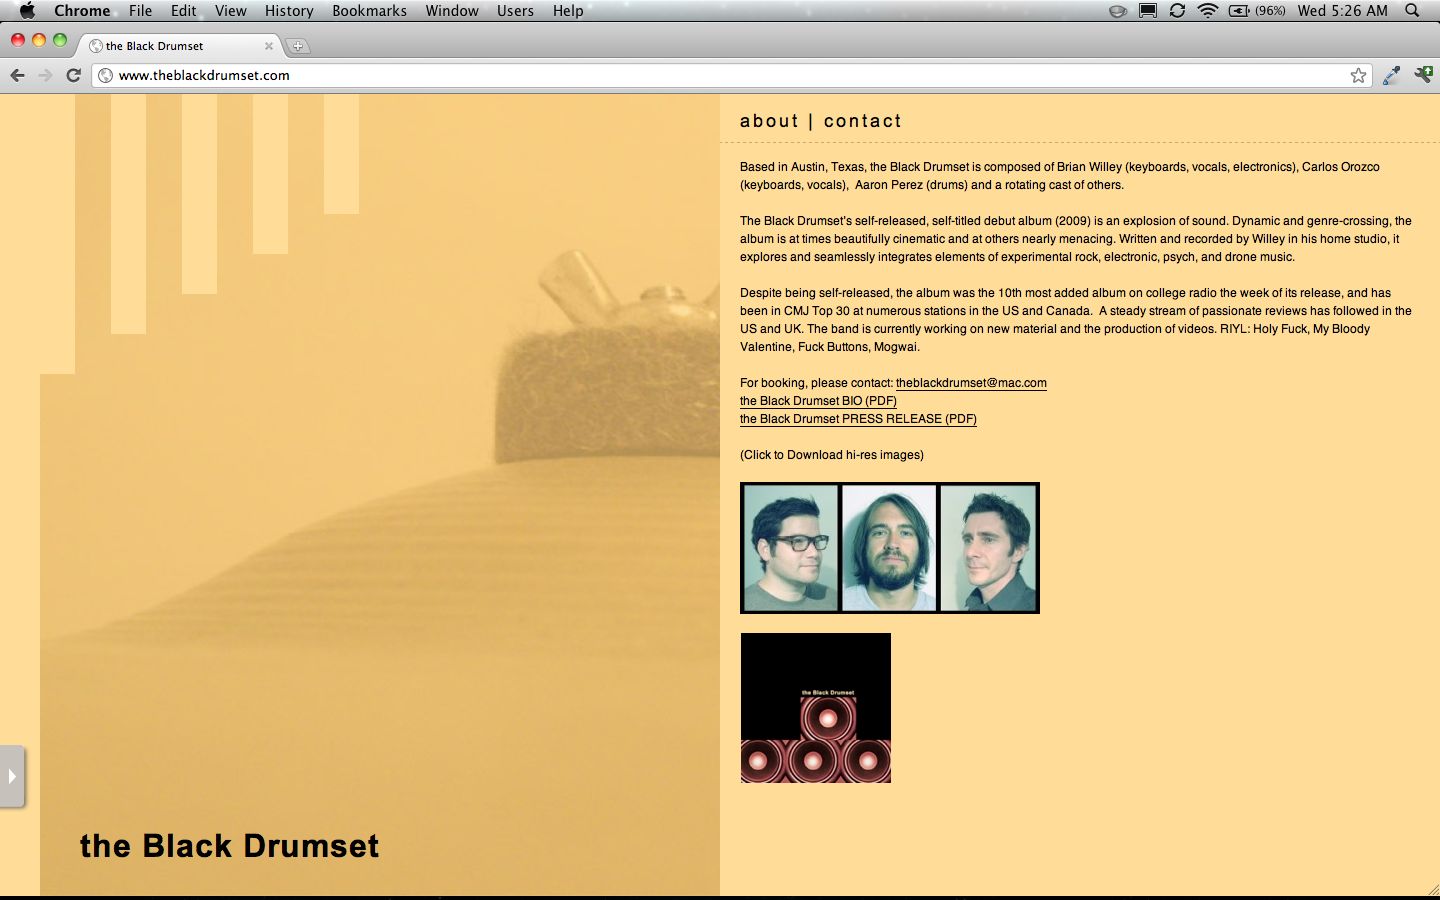 Chrome File Edit View History Bookmarks Window Users Help (96%) Wed 5:26 AM
the Black Drumset
www.theblackdrumset.com
about | contact
Based in Austin, Texas, the Black Drumset is composed of Brian Willey (keyboards, vocals, electronics), Carlos Orozco
(keyboards, vocals), Aaron Perez (drums) and a rotating cast of others.
The Black Drumset's self-released, self-titled debut album (2009) is an explosion of sound. Dynamic and genre-crossing, the
album is at times beautifully cinematic and at others nearly menacing. Written and recorded by Willey in his home studio, it
explores and seamlessly integrates elements of experimental rock, electronic, psych, and drone music.
Despite being self-released, the album was the 10th most added album on college radio the week of its release, and has
been in CMJ Top 30 at numerous stations in the US and Canada. A steady stream of passionate reviews has followed in the
US and UK. The band is currently working on new material and the production of videos. RIYL: Holy Fuck, My Bloody
Valentine, Fuck Buttons, Mogwai.
For booking, please contact: theblackdrumset@mac.com
the Black Drumset BIO (PDF)
the Black Drumset PRESS RELEASE (PDF)
(Click to Download hi-res images)
the Black Drumset
the Black Drumset